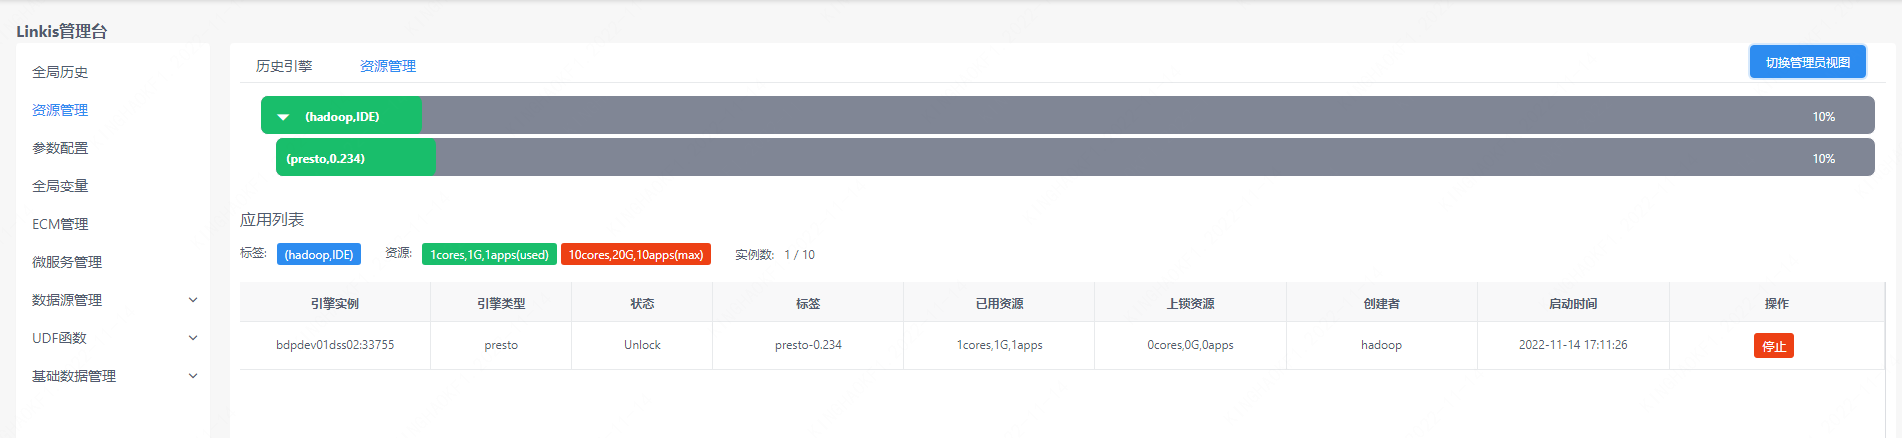 Linkis管理台
全局历史
资源管理
参数配置
全局变量
ECM管理
微服务管理
数据源管理
UDF函数
基础数据管理
历史引擎 资源管理 切换管理员视图
(hadoop,IDE) 10%
(presto,0.234) 10%
应用列表
标签: (hadoop,IDE) 资源: 1cores,1G,1apps(used) 10cores,20G,10apps(max) 实例数: 1 / 10
引擎实例 引擎类型 状态 标签 已用资源 上锁资源 创建者 启动时间 操作
bdpdev01dss02:33755 presto Unlock presto-0.234 1cores,1G,1apps 0cores,0G,0apps hadoop 2022-11-14 17:11:26 停止